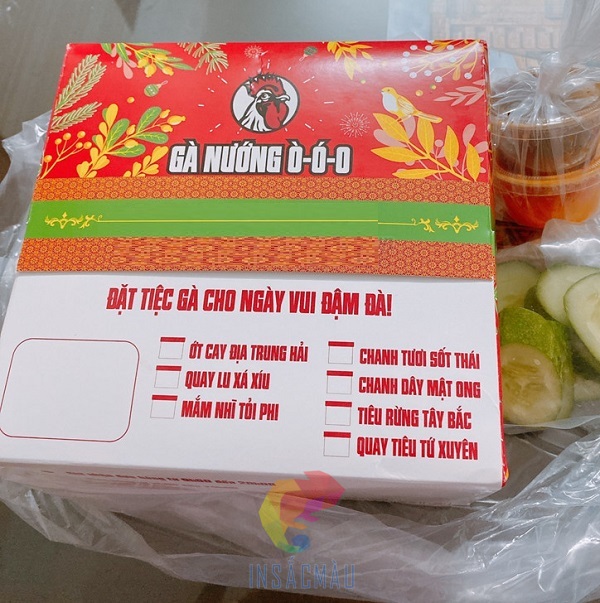 GÀ NƯỚNG Ò-Ó-O
ĐẶT TIỆC GÀ CHO NGÀY VUI ĐẬM ĐÀ!
ỚT CAY ĐỊA TRUNG HẢI
QUAY LU XÁ XÍU
MẮM NHĨ TỎI PHI
CHANH TƯƠI SỐT THÁI
CHANH DÂY MẬT ONG
TIÊU RỪNG TÂY BẮC
QUAY TIÊU TỨ XUYÊN
INSẮCMÀU